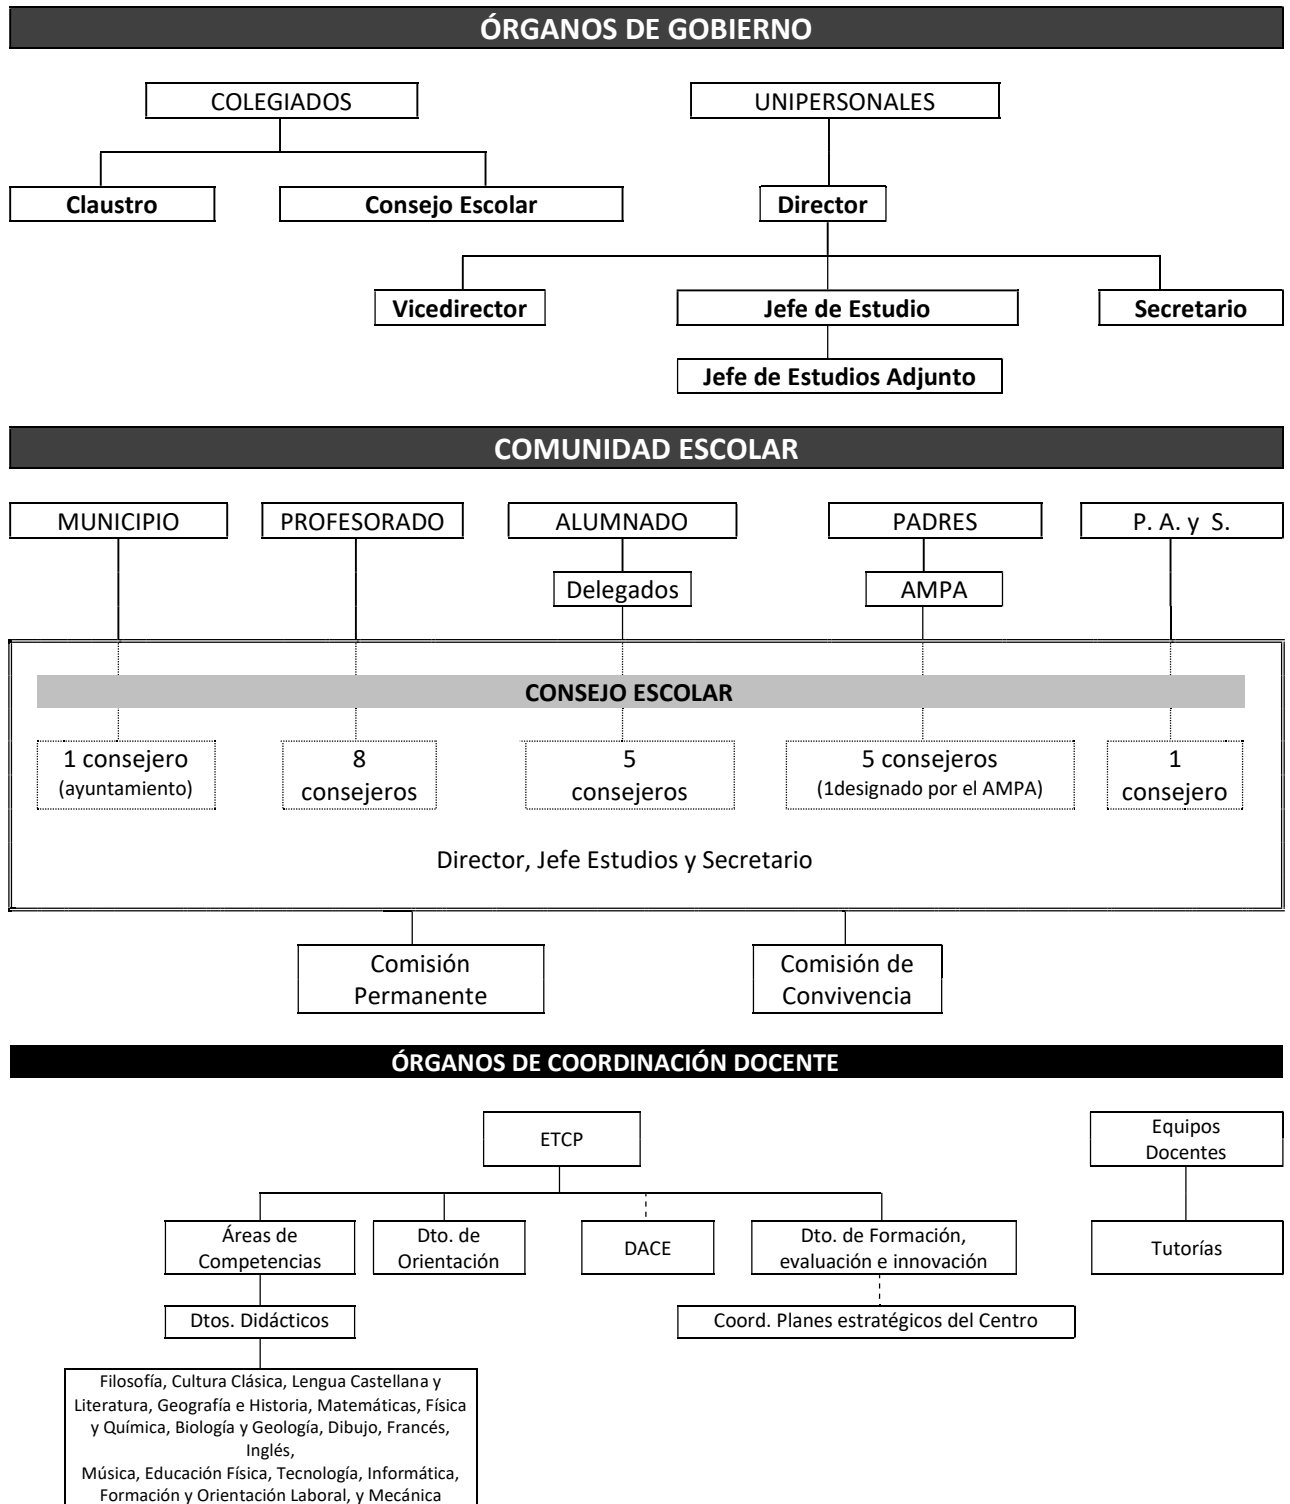 ÓRGANOS DE GOBIERNO
COLEGIADOS
UNIPERSONALES
Claustro
Consejo Escolar
Director
Vicedirector
Jefe de Estudio
Secretario
Jefe de Estudios Adjunto
COMUNIDAD ESCOLAR
MUNICIPIO
PROFESORADO
ALUMNADO
PADRES
P. A. y S.
Delegados
AMPA
CONSEJO ESCOLAR
1 consejero
(ayuntamiento)
8
consejeros
5
consejeros
5 consejeros
(1designado por el AMPA)
1
consejero
Director, Jefe Estudios y Secretario
Comisión
Permanente
Comisión de
Convivencia
ÓRGANOS DE COORDINACIÓN DOCENTE
ETCP
Equipos
Docentes
Áreas de
Competencias
Dto. de
Orientación
DACE
Dto. de Formación,
evaluación e innovación
Tutorías
Dtos. Didácticos
Coord. Planes estratégicos del Centro
Filosofía, Cultura Clásica, Lengua Castellana y
Literatura, Geografía e Historia, Matemáticas, Física
y Química, Biología y Geología, Dibujo, Francés,
Inglés,
Música, Educación Física, Tecnología, Informática,
Formación y Orientación Laboral, y Mecánica